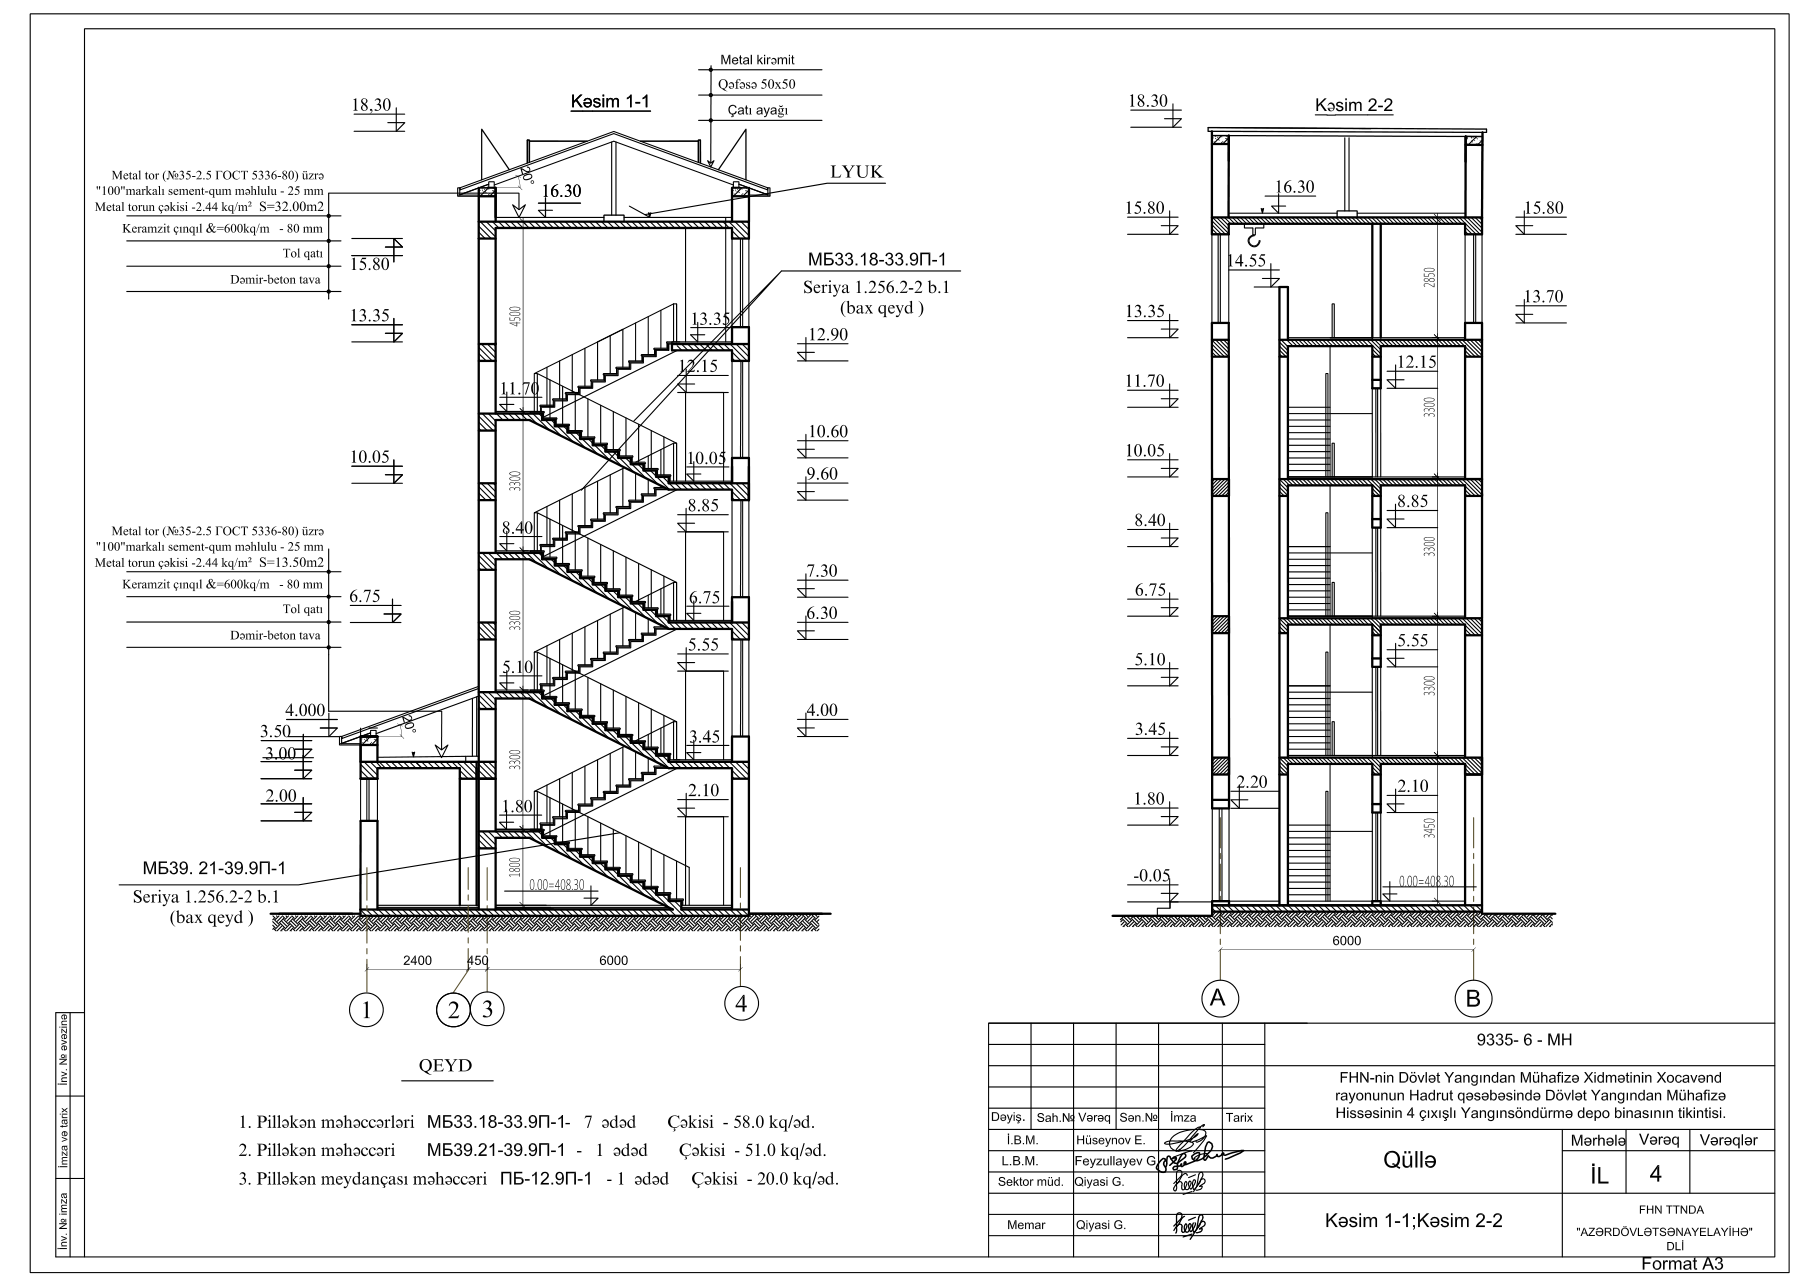 Kəsim 1-1
Metal kirəmit
Qəfəsə 50x50
Çatı ayağı
LYUK
18,30
Metal tor (№35-2.5 ГОСТ 5336-80) üzrə
"100"markalı sement-qum məhlulu - 25 mm
Metal torun çəkisi -2.44 kq/m² S=32.00m2
Keramzit çınqıl &=600kq/m - 80 mm
Tol qatı
Dəmir-beton tava
20°
16.30
15.80
13.35
10.05
6.75
МБ33.18-33.9П-1
Seriya 1.256.2-2 b.1
(bax qeyd )
4500
13.35
12.90
12.15
11.70
10.60
10.05
9.60
3300
8.85
8.40
7.30
6.75
6.30
3300
5.55
5.10
4.00
3.45
3300
2.10
1.80
1800
0.00=408.30
Metal tor (№35-2.5 ГОСТ 5336-80) üzrə
"100"markalı sement-qum məhlulu - 25 mm
Metal torun çəkisi -2.44 kq/m² S=13.50m2
Keramzit çınqıl &=600kq/m - 80 mm
Tol qatı
Dəmir-beton tava
20°
4.000
3.50
3.00
2.00
МБ39. 21-39.9П-1
Seriya 1.256.2-2 b.1
(bax qeyd )
2400
450
6000
1
2
3
4
Kəsim 2-2
18.30
16.30
15.80
15.80
14.55
2850
13.70
13.35
12.15
11.70
3300
10.05
8.85
8.40
3300
6.75
5.55
5.10
3300
3.45
2.20
2.10
1.80
3450
-0.05
0.00=408.30
6000
A
B
QEYD
1. Pilləkən məhəccərləri МБ33.18-33.9П-1- 7 ədəd Çəkisi - 58.0 kq/əd.
2. Pilləkən məhəccəri МБ39.21-39.9П-1 - 1 ədəd Çəkisi - 51.0 kq/əd.
3. Pilləkən meydançası məhəccəri ПБ-12.9П-1 - 1 ədəd Çəkisi - 20.0 kq/əd.
İnv. № əvəzinə
İmza və tarix
İnv. № imza
9335- 6 - MH
FHN-nin Dövlət Yangından Mühafizə Xidmətinin Xocavənd
rayonunun Hadrut qəsəbəsində Dövlət Yangından Mühafizə
Hissəsinin 4 çıxışlı Yangınsöndürmə depo binasının tikintisi.
Dəyiş. Sah.№ Vərəq Sən.№ İmza Tarix
İ.B.M. Hüseynov E.
L.B.M. Feyzullayev G.
Sektor müd. Qiyasi G.
Memar Qiyasi G.
Qüllə
Mərhələ Vərəq Vərəqlər
İL 4
Kəsim 1-1;Kəsim 2-2
FHN TTNDA
"AZƏRDÖVLƏTSƏNAYELAYİHƏ"
DLİ
Format A3